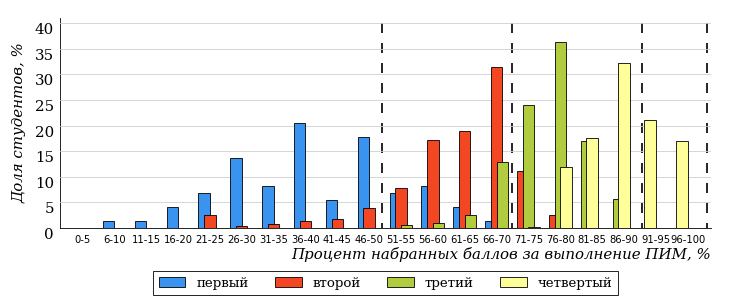 Доля студентов, %
40
35
30
25
20
15
10
5
0
0-5 6-10 11-15 16-20 21-25 26-30 31-35 36-40 41-45 46-50 51-55 56-60 61-65 66-70 71-75 76-80 81-85 86-90 91-95 96-100
Процент набранных баллов за выполнение ПИМ, %
первый второй третий четвертый